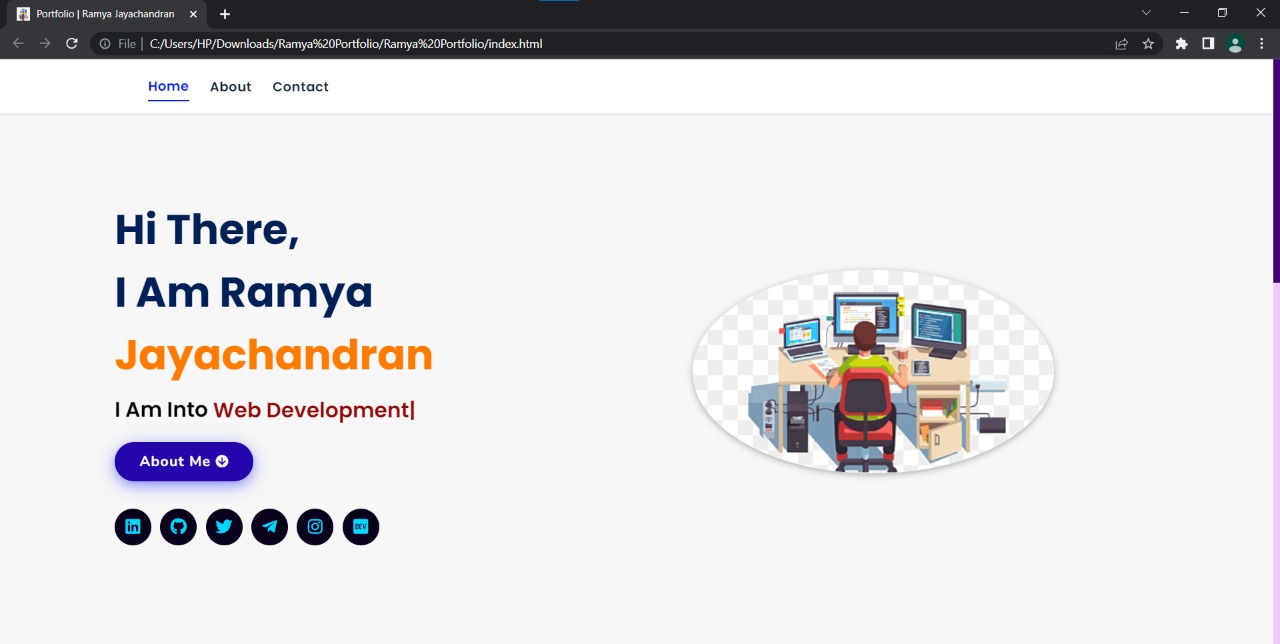 Portfolio | Ramya Jayachandran
File | C:/Users/HP/Downloads/Ramya%20Portfolio/Ramya%20Portfolio/index.html
Home About Contact
Hi There,
I Am Ramya
Jayachandran
I Am Into Web Development|
About Me
DEV